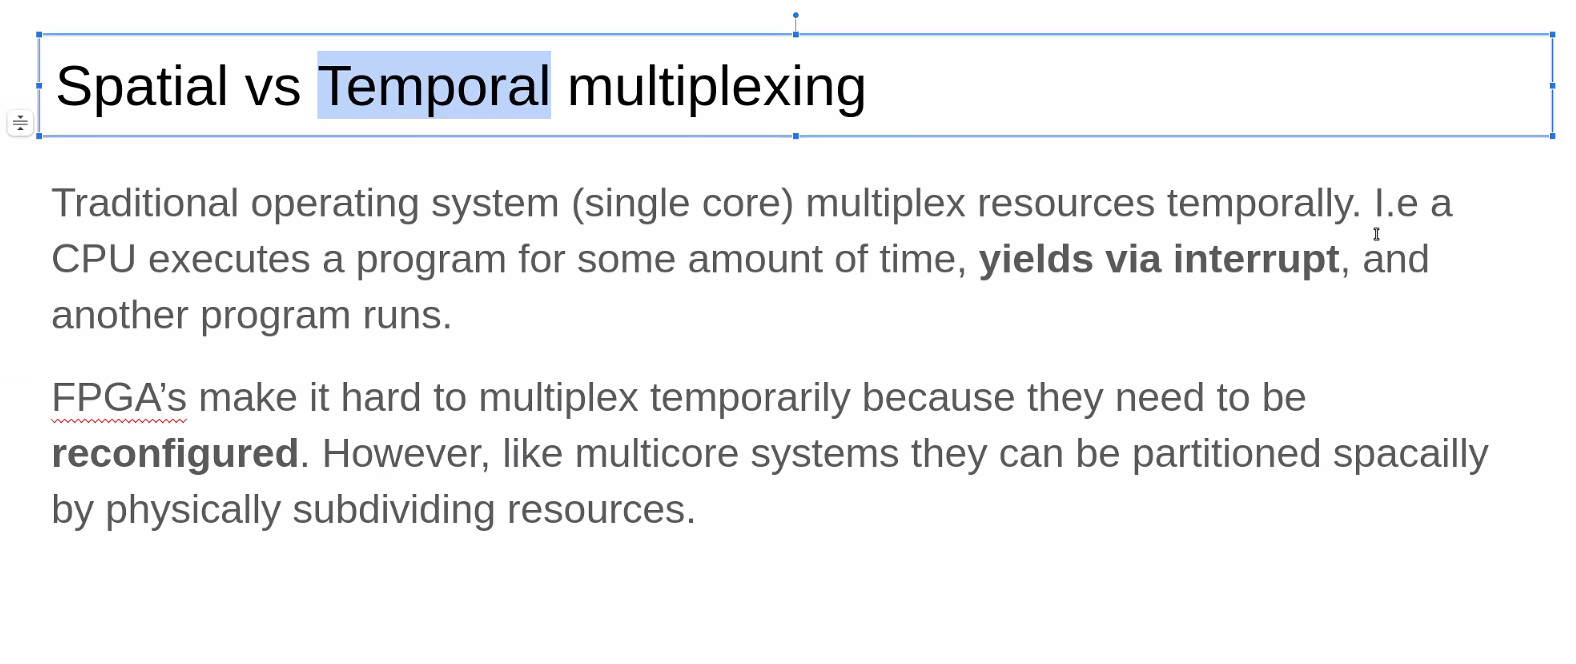 Spatial vs Temporal multiplexing
Traditional operating system (single core) multiplex resources temporally. I.e a
CPU executes a program for some amount of time, yields via interrupt, and
another program runs.
FPGA’s make it hard to multiplex temporarily because they need to be
reconfigured. However, like multicore systems they can be partitioned spacailly
by physically subdividing resources.